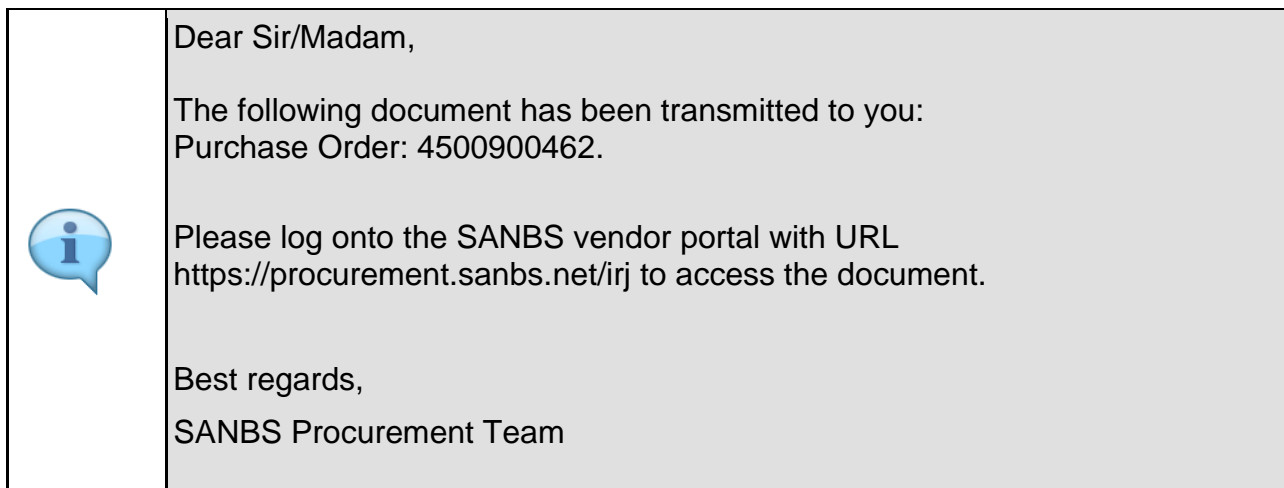 Dear Sir/Madam,
The following document has been transmitted to you:
Purchase Order: 4500900462.
Please log onto the SANBS vendor portal with URL
https://procurement.sanbs.net/irj to access the document.
Best regards,
SANBS Procurement Team